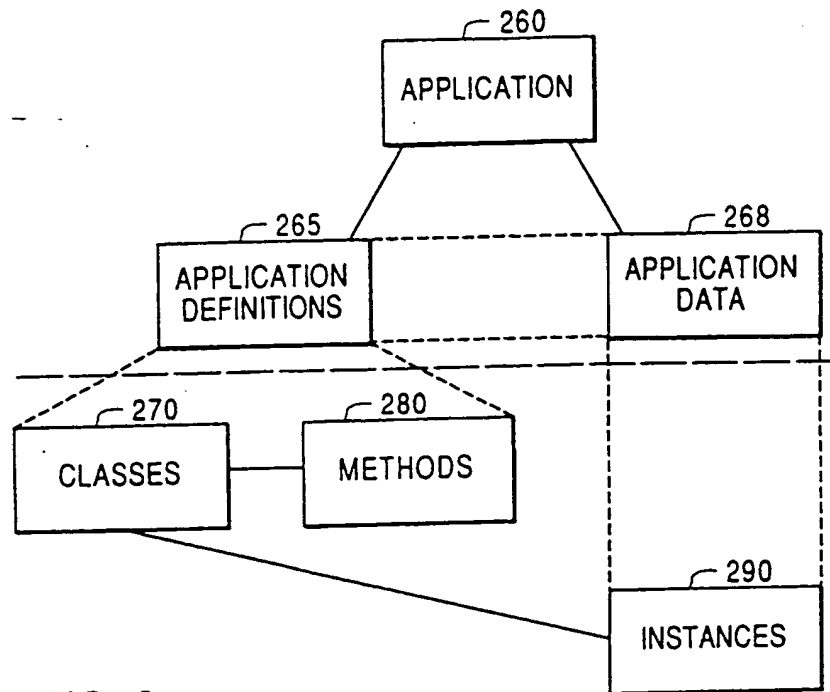 260
APPLICATION
265
APPLICATION
DEFINITIONS
268
APPLICATION
DATA
270
CLASSES
280
METHODS
290
INSTANCES